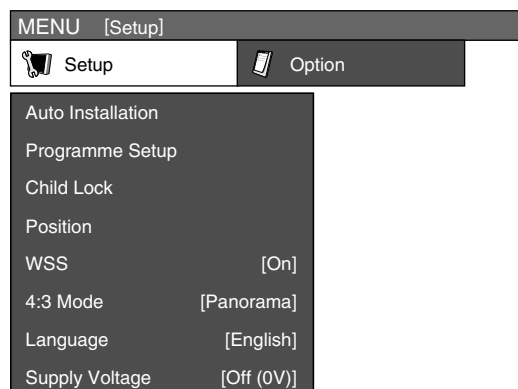 MENU [Setup]
Setup Option
Auto Installation
Programme Setup
Child Lock
Position
WSS [On]
4:3 Mode [Panorama]
Language [English]
Supply Voltage [Off (0V)]